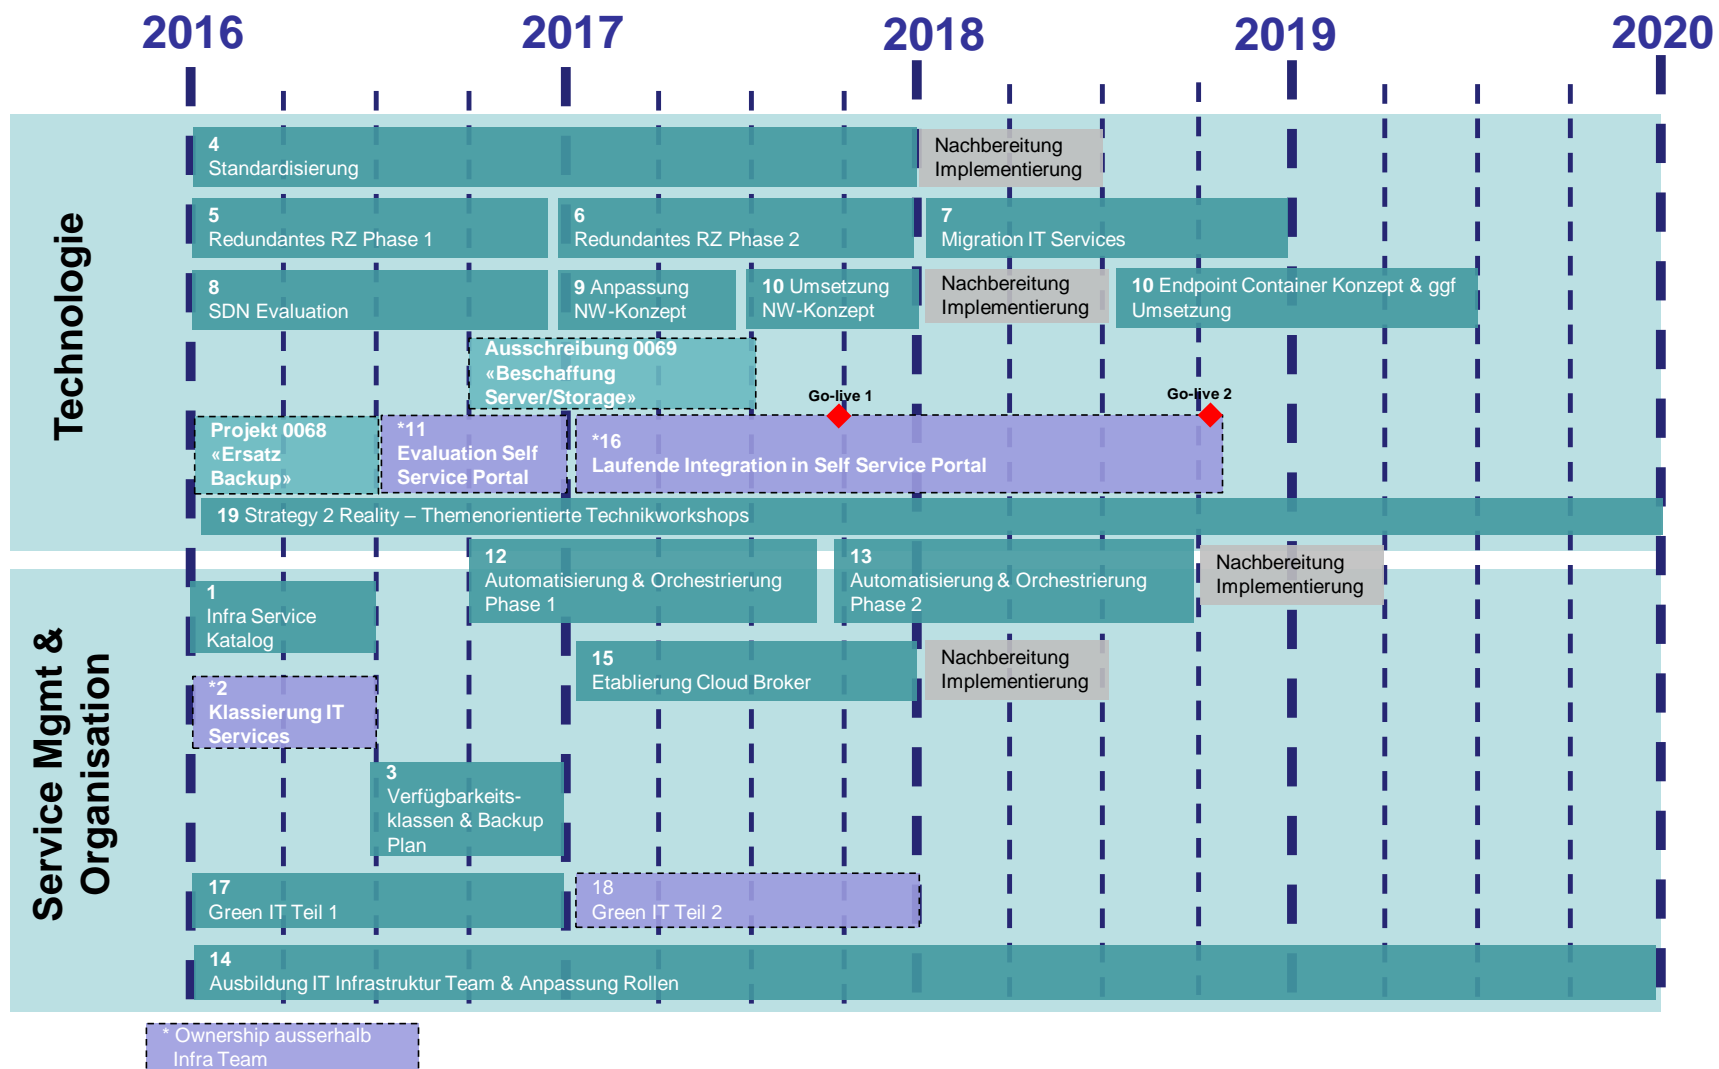 2016
2017
2018
2019
2020
Technologie
4
Standardisierung
Nachbereitung
Implementierung
5
Redundantes RZ Phase 1
6
Redundantes RZ Phase 2
7
Migration IT Services
8
SDN Evaluation
9 Anpassung
NW-Konzept
10 Umsetzung
NW-Konzept
Nachbereitung
Implementierung
10 Endpoint Container Konzept & ggf
Umsetzung
Ausschreibung 0069
«Beschaffung
Server/Storage»
Go-live 1
Go-live 2
Projekt 0068
«Ersatz
Backup»
*11
Evaluation Self
Service Portal
*16
Laufende Integration in Self Service Portal
19 Strategy 2 Reality – Themenorientierte Technikworkshops
Service Mgmt &
Organisation
12
Automatisierung & Orchestrierung
Phase 1
13
Automatisierung & Orchestrierung
Phase 2
Nachbereitung
Implementierung
1
Infra Service
Katalog
15
Etablierung Cloud Broker
Nachbereitung
Implementierung
*2
Klassierung IT
Services
3
Verfügbarkeits-
klassen & Backup
Plan
17
Green IT Teil 1
18
Green IT Teil 2
14
Ausbildung IT Infrastruktur Team & Anpassung Rollen
* Ownership ausserhalb
Infra Team